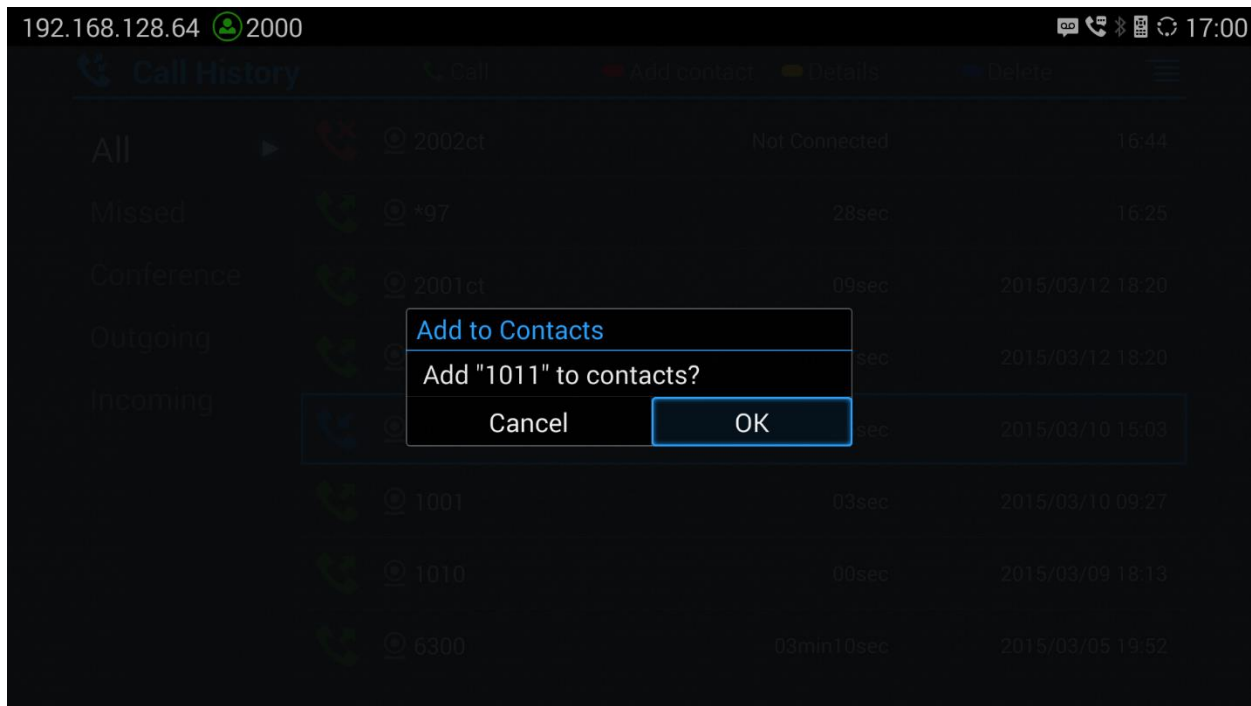 192.168.128.64 2000 17:00
Call History Call Add contact Details Delete
All 2002ct Not Connected 16:44
Missed *97 28sec 16:25
Conference 2001ct 09sec 2015/03/12 18:20
Outgoing sec 2015/03/12 18:20
Incoming sec 2015/03/10 15:03
Add to Contacts
Add "1011" to contacts?
Cancel OK
1001 03sec 2015/03/10 09:27
1010 00sec 2015/03/09 18:13
6300 03min10sec 2015/03/05 19:52